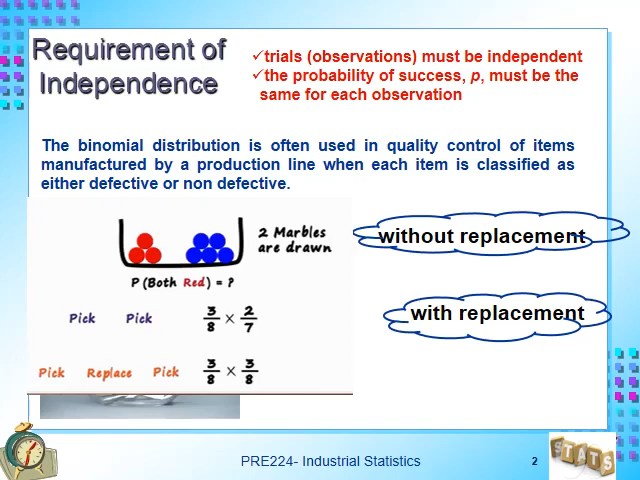 Requirement of
Independence
✓trials (observations) must be independent
✓the probability of success, p, must be the
same for each observation
The binomial distribution is often used in quality control of items
manufactured by a production line when each item is classified as
either defective or non defective.
2 Marbles
are drawn
P (Both Red) = ?
Pick Pick 3/8 × 2/7
Pick Replace Pick 3/8 × 3/8
without replacement
with replacement
PRE224- Industrial Statistics
2
STATS